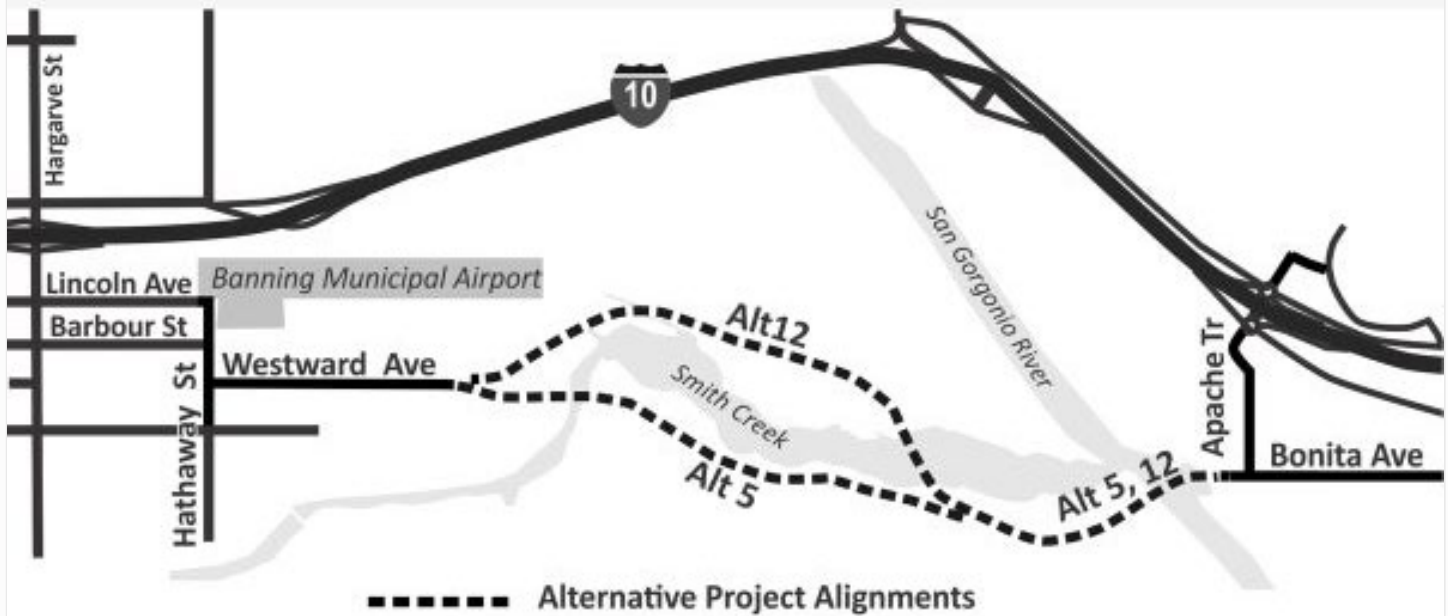 Hargarve St
10
Lincoln Ave
Banning Municipal Airport
Barbour St
Westward Ave
Hathaway St
Alt12
Smith Creek
Alt 5
San Gorgonio River
Alt 5, 12
Apache Tr
Bonita Ave
Alternative Project Alignments